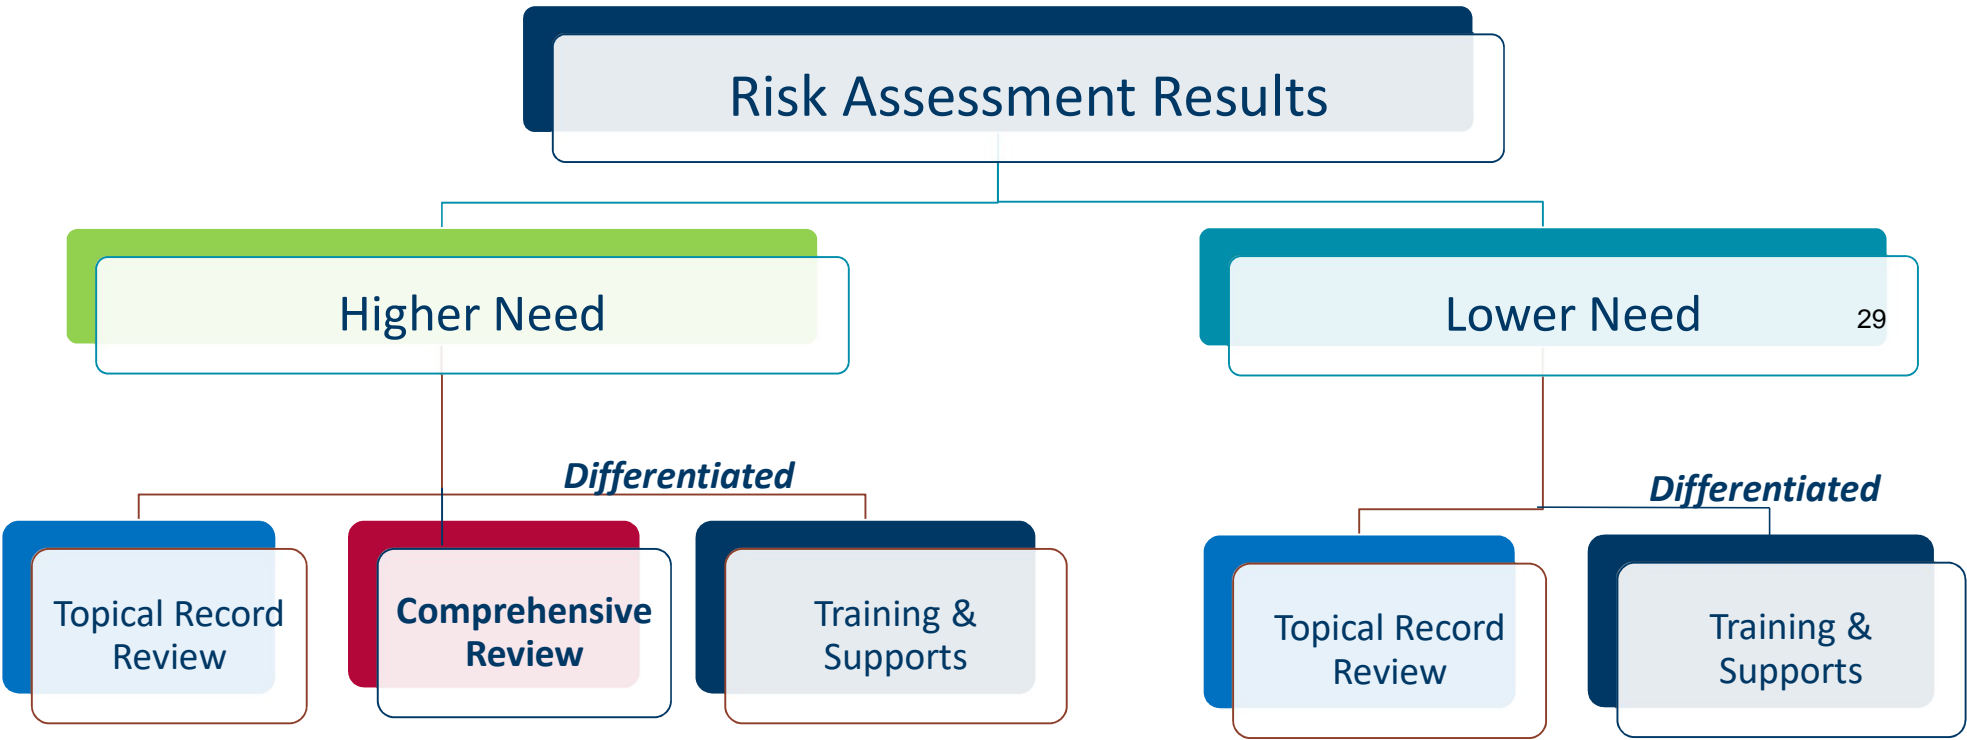 Risk Assessment Results
Higher Need
Lower Need
29
Differentiated
Differentiated
Topical Record
Review
Comprehensive
Review
Training &
Supports
Topical Record
Review
Training &
Supports